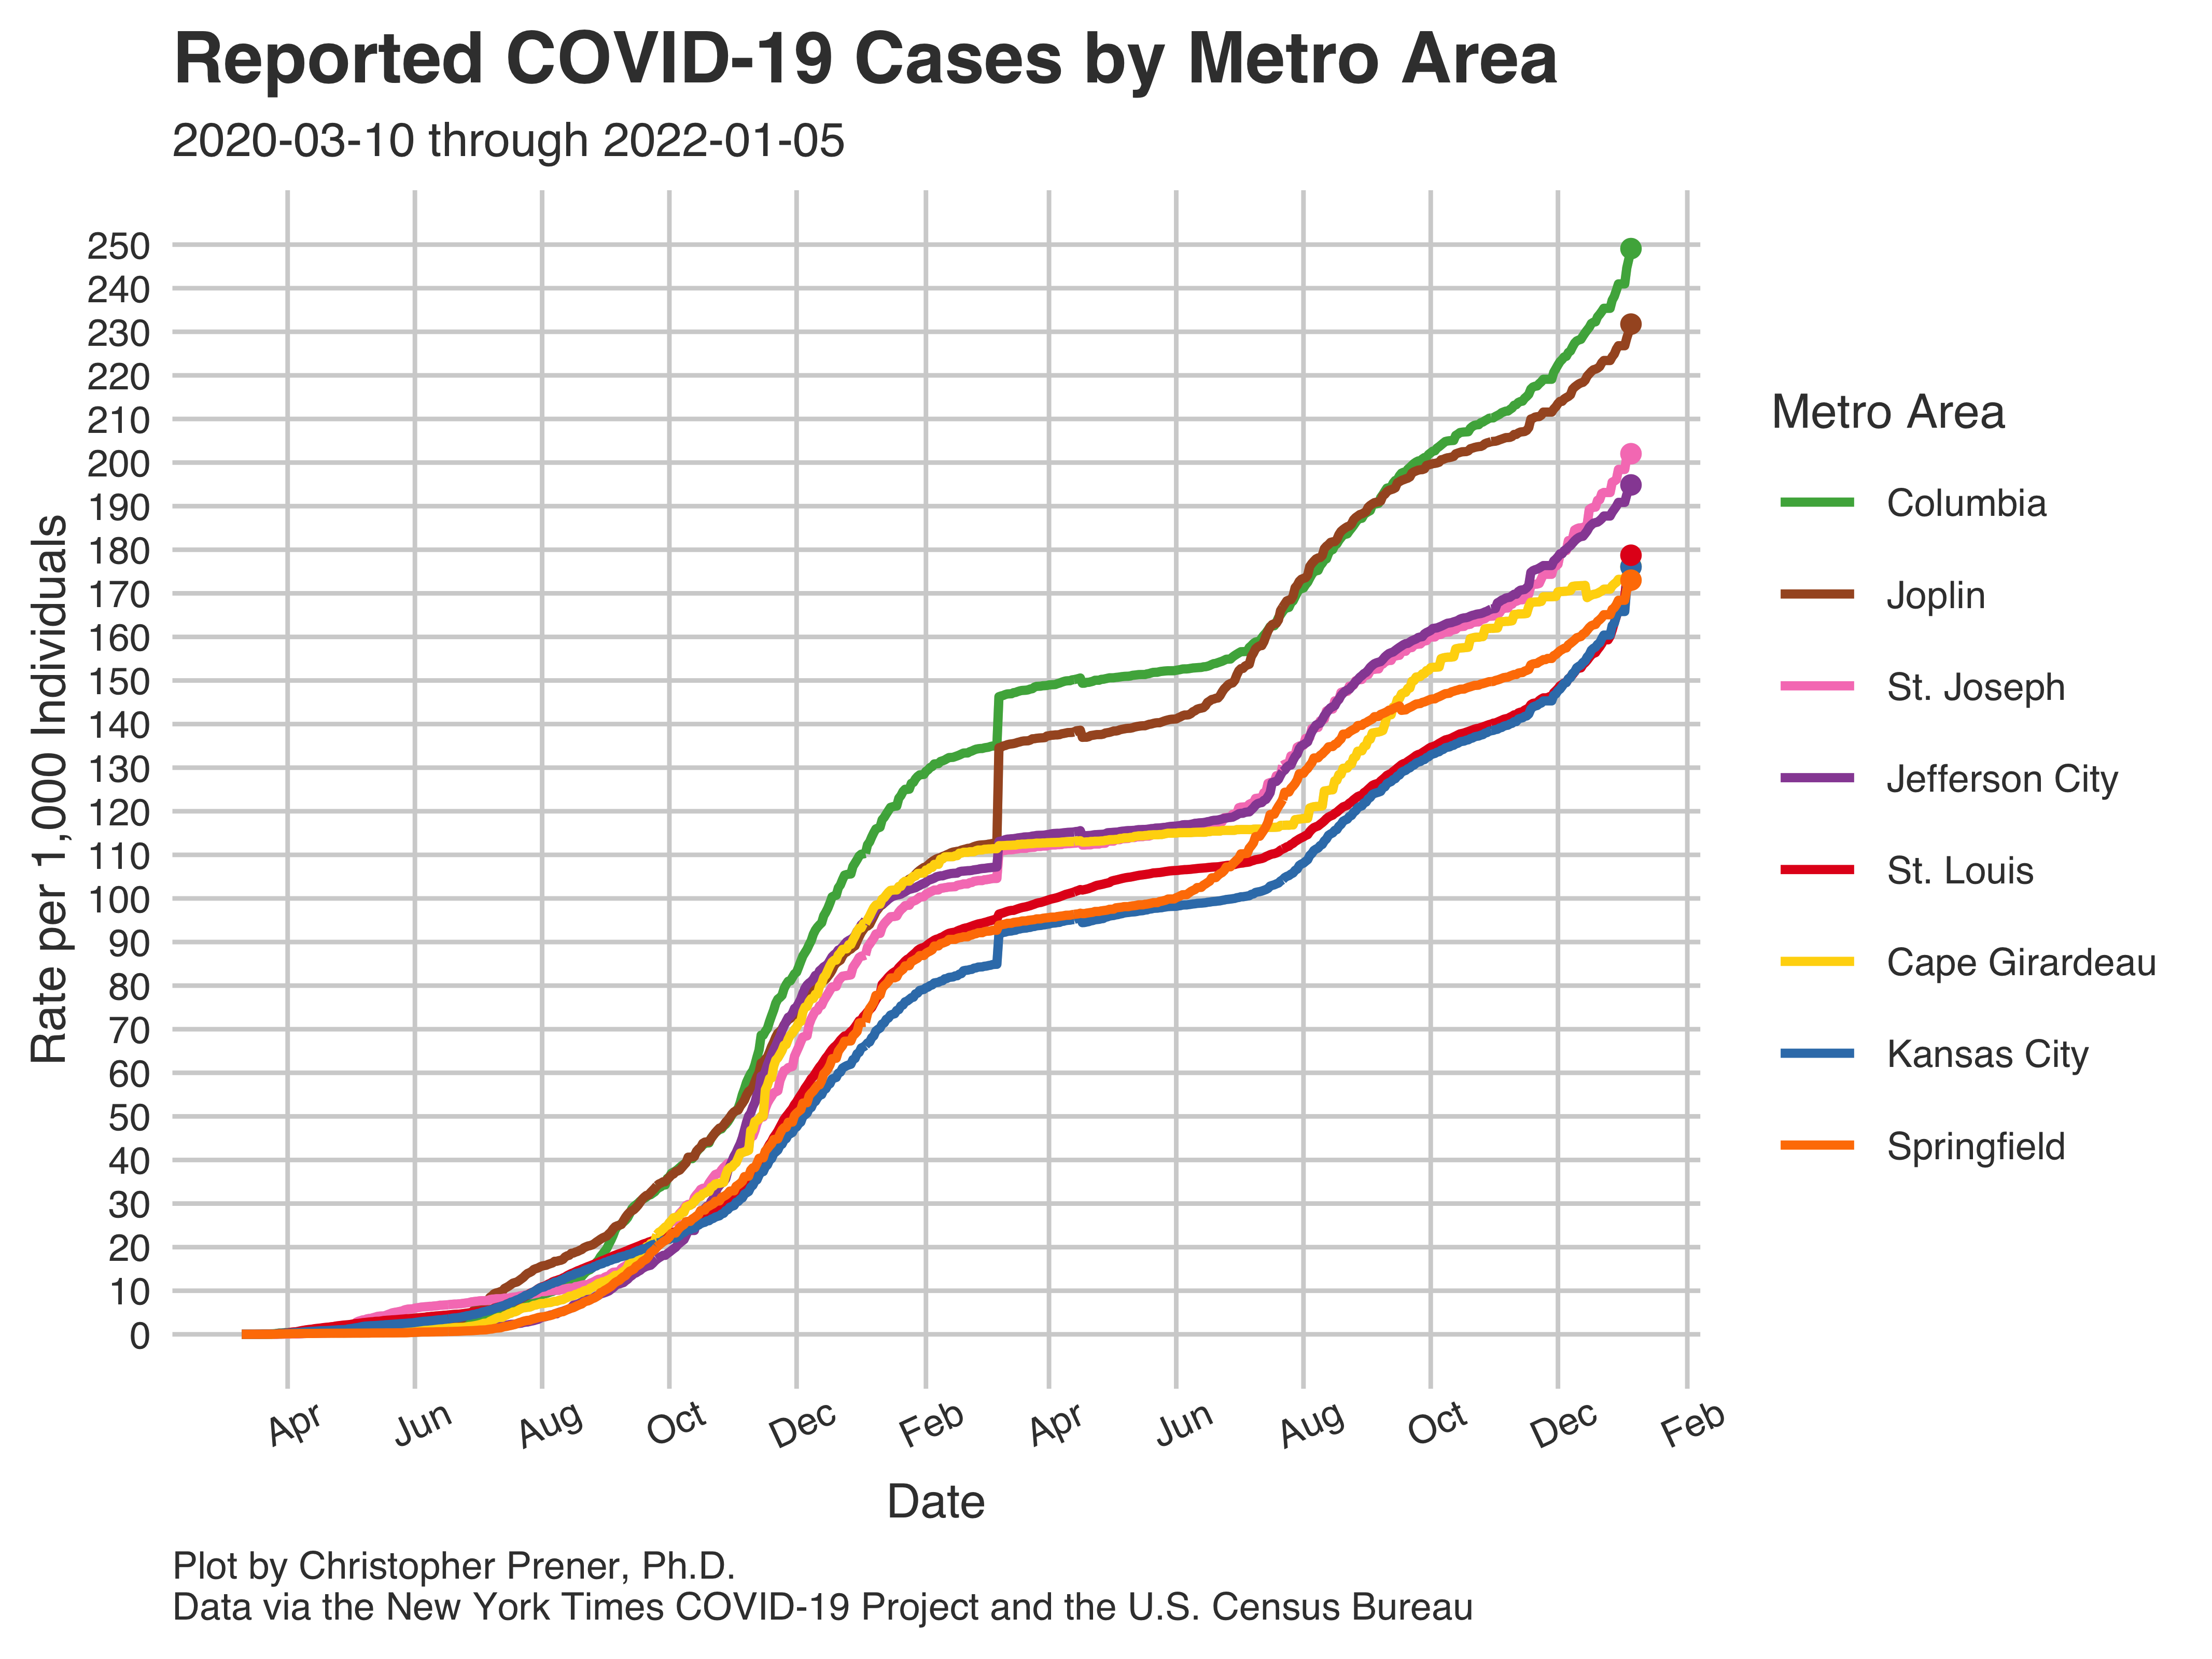 Reported COVID-19 Cases by Metro Area
2020-03-10 through 2022-01-05
Rate per 1,000 Individuals
250
240
230
220
210
200
190
180
170
160
150
140
130
120
110
100
90
80
70
60
50
40
30
20
10
0
Apr Jun Aug Oct Dec Feb Apr Jun Aug Oct Dec Feb
Date
Metro Area
Columbia
Joplin
St. Joseph
Jefferson City
St. Louis
Cape Girardeau
Kansas City
Springfield
Plot by Christopher Prener, Ph.D.
Data via the New York Times COVID-19 Project and the U.S. Census Bureau